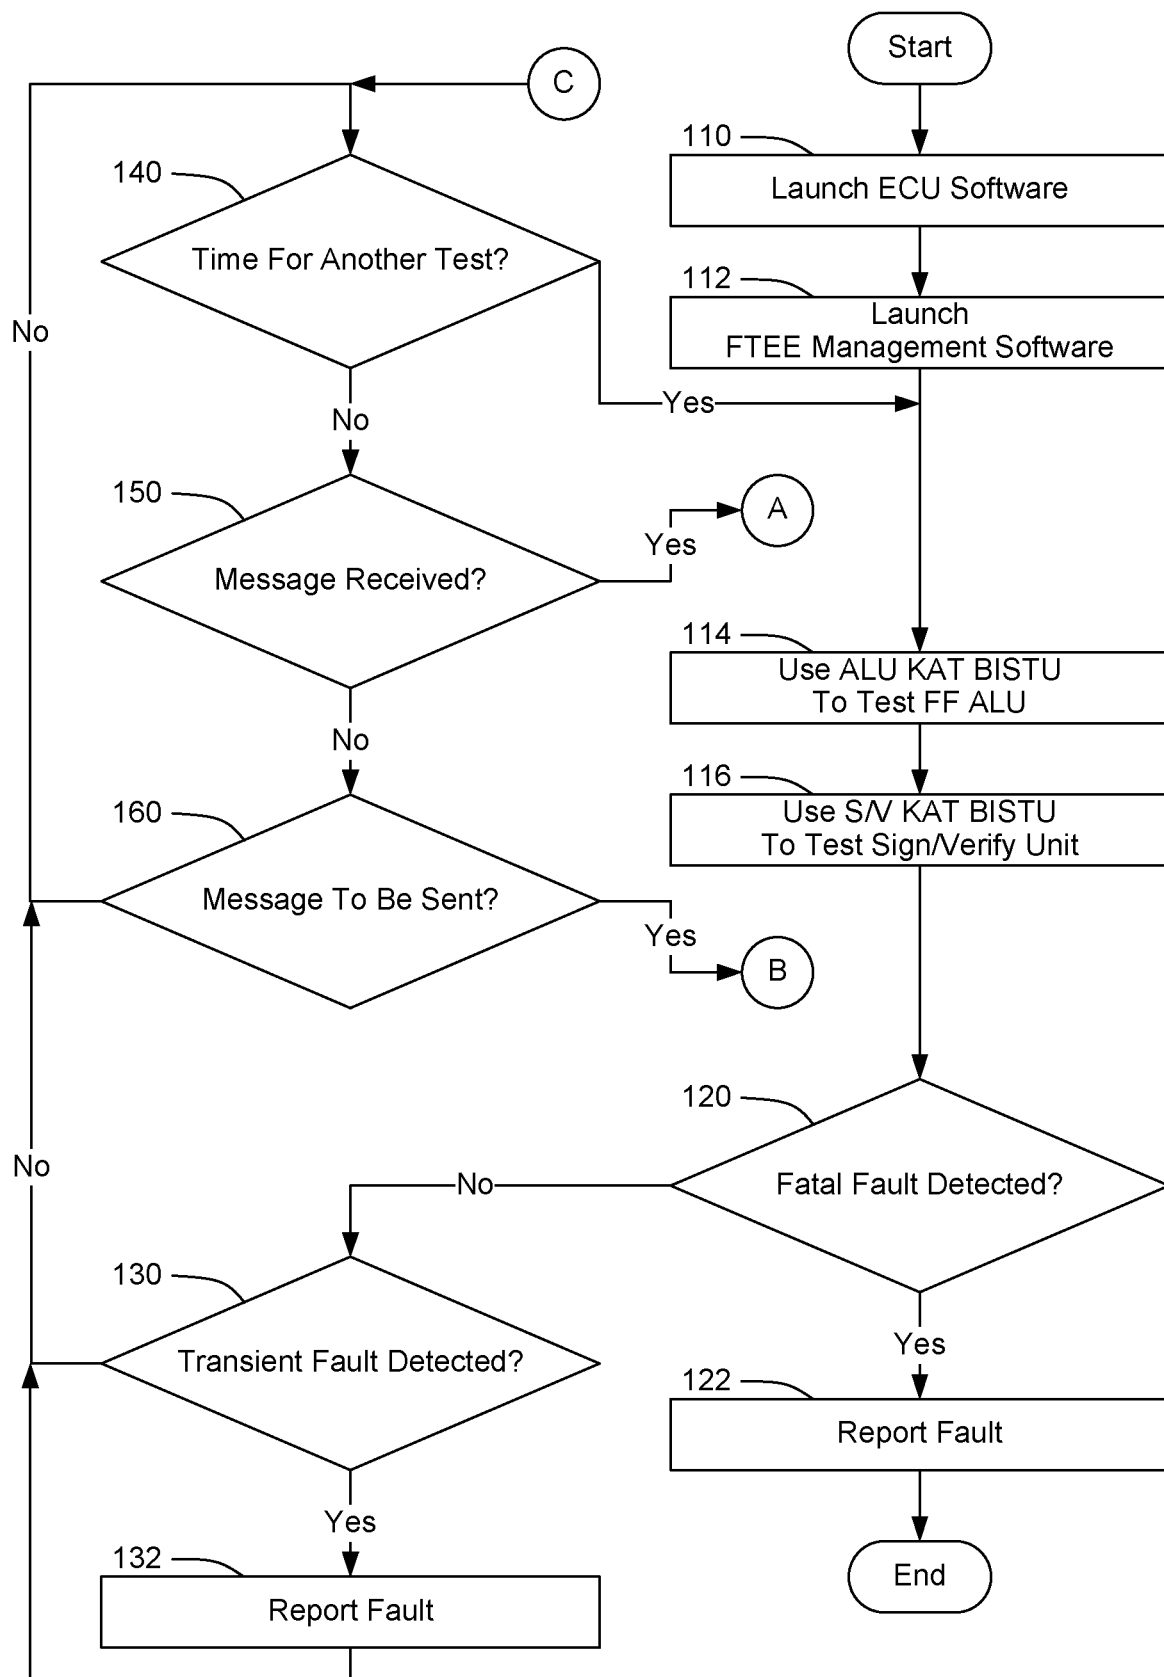 Start
C
110
Launch ECU Software
140
Time For Another Test?
112
Launch
FTEE Management Software
No
Yes
No
150
Message Received?
A
Yes
114
Use ALU KAT BISTU
To Test FF ALU
No
116
Use S/V KAT BISTU
To Test Sign/Verify Unit
160
Message To Be Sent?
Yes
B
120
Fatal Fault Detected?
No
No
130
Transient Fault Detected?
Yes
122
Report Fault
Yes
132
Report Fault
End